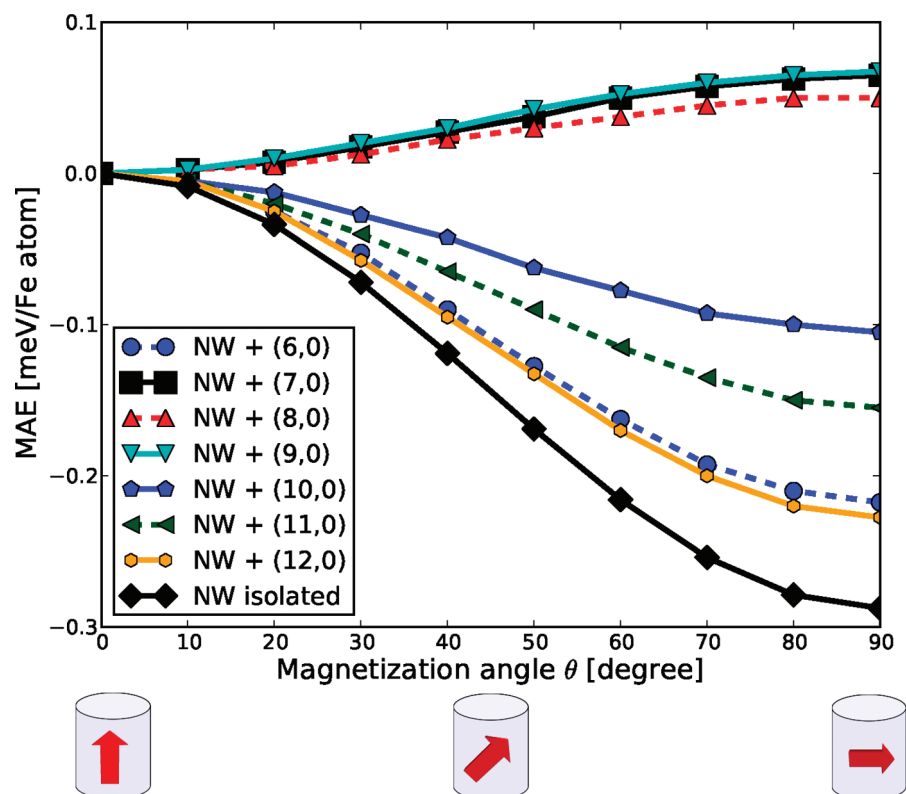 0.1
0.0
−0.1
−0.2
−0.3
MAE [meV/Fe atom]
NW + (6,0)
NW + (7,0)
NW + (8,0)
NW + (9,0)
NW + (10,0)
NW + (11,0)
NW + (12,0)
NW isolated
0 10 20 30 40 50 60 70 80 90
Magnetization angle θ [degree]